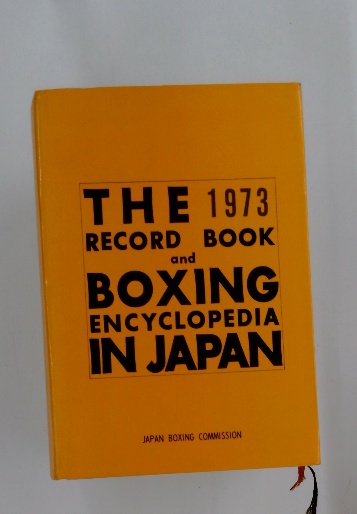 THE 1973
RECORD BOOK
and
BOXING
ENCYCLOPEDIA
IN JAPAN
JAPAN BOXING COMMISSION